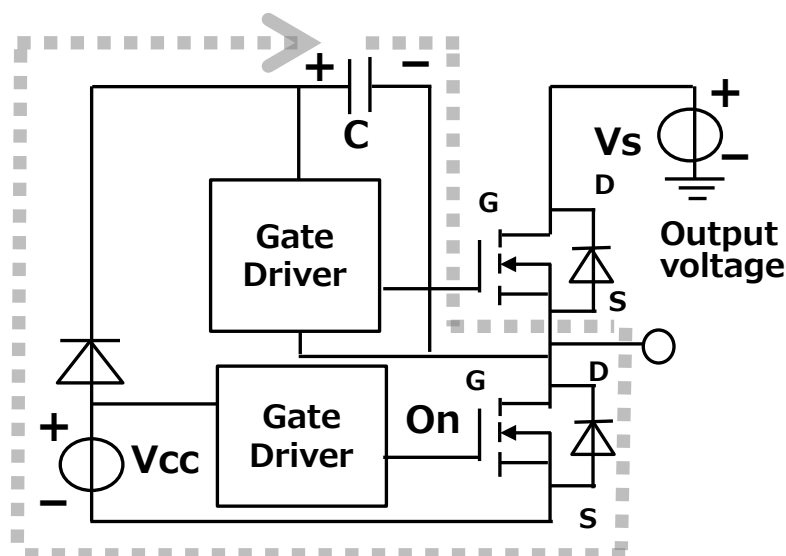 + −
C
+
Vs
−
D
G
Gate
Driver
Output
voltage
S
G
D
Gate
Driver
On
+
Vcc
−
S